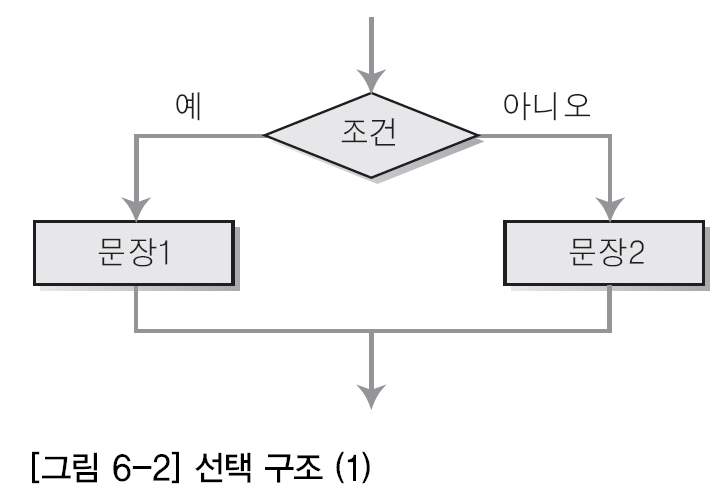 예
아니오
조건
문장1
문장2
[그림 6-2] 선택 구조 (1)